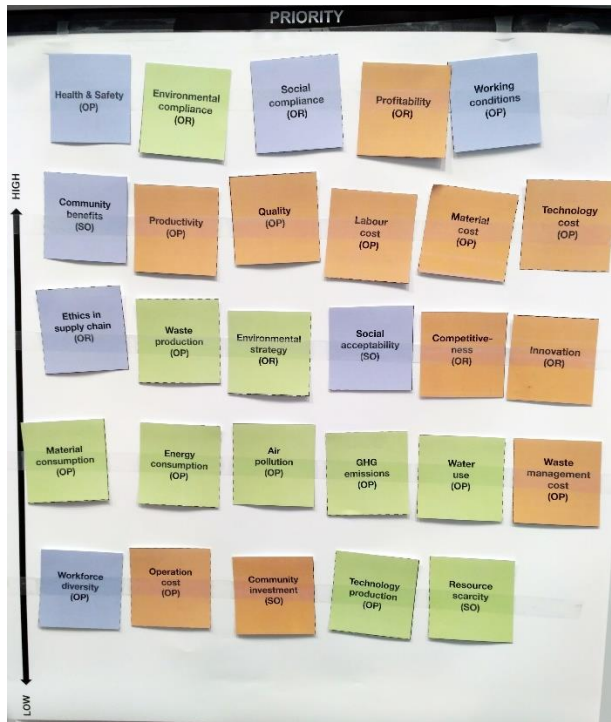 PRIORITY
HIGH
LOW
Health & Safety
(OP)
Environmental
compliance
(OR)
Social
compliance
(OR)
Profitability
(OR)
Working
conditions
(OP)
Community
benefits
(SO)
Productivity
(OP)
Quality
(OP)
Labour
cost
(OP)
Material
cost
(OP)
Technology
cost
(OP)
Ethics in
supply chain
(OR)
Waste
production
(OP)
Environmental
strategy
(OR)
Social
acceptability
(SO)
Competitive-
ness
(OR)
Innovation
(OR)
Material
consumption
(OP)
Energy
consumption
(OP)
Air
pollution
(OP)
GHG
emissions
(OP)
Water
use
(OP)
Waste
management
cost
(OP)
Workforce
diversity
(OP)
Operation
cost
(OP)
Community
investment
(SO)
Technology
production
(OP)
Resource
scarcity
(SO)